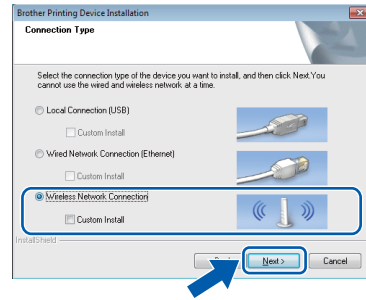 Brother Printing Device Installation
Connection Type
Select the connection type of the device you want to install, and then click Next.You
cannot use the wired and wireless network at a time.
Local Connection (USB)
Custom Install
Wired Network Connection (Ethernet)
Custom Install
Wireless Network Connection
Custom Install
InstallShield
Next >
Cancel